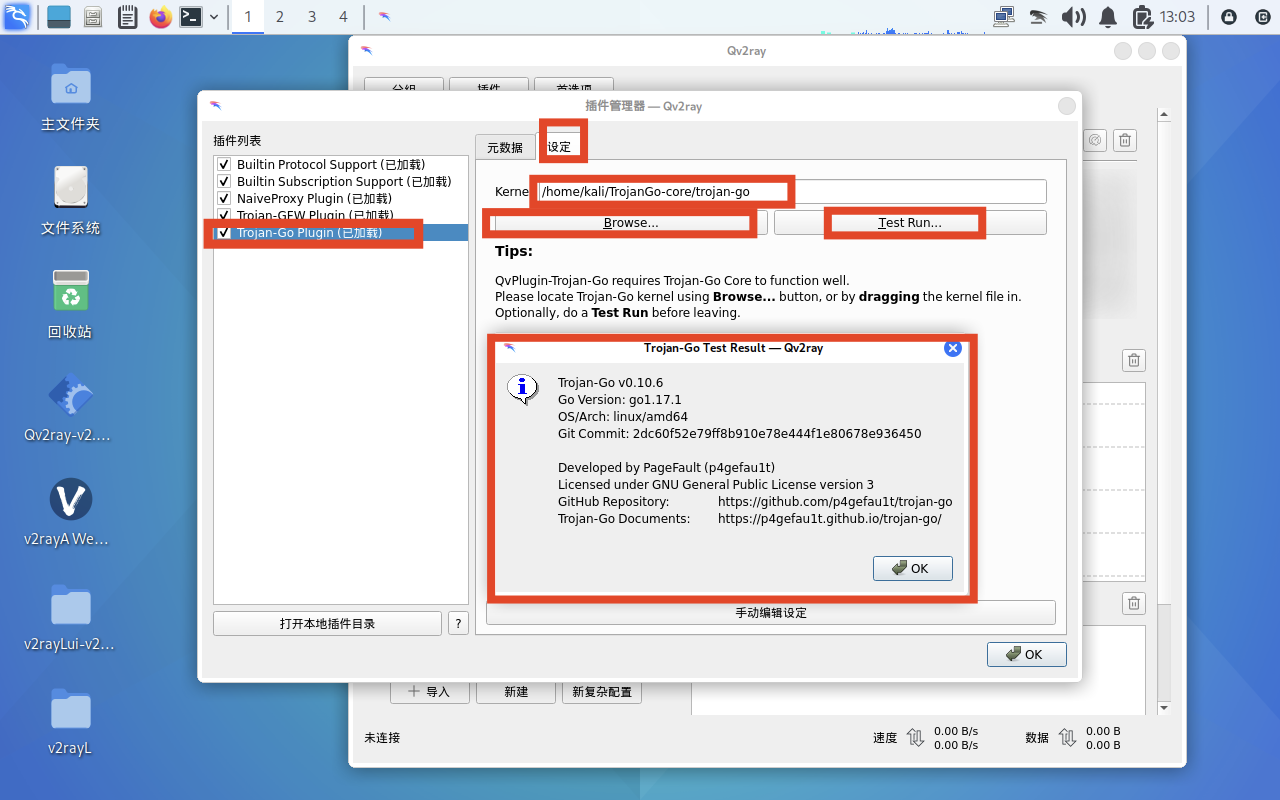 1 2 3 4
13:03
主文件夹
文件系统
回收站
Qv2ray-v2....
v2rayA We...
v2rayLui-v2...
v2rayL
Qv2ray
分组 插件 首选项
插件管理器 — Qv2ray
插件列表
Builtin Protocol Support (已加载)
Builtin Subscription Support (已加载)
NaiveProxy Plugin (已加载)
Trojan-GFW Plugin (已加载)
Trojan-Go Plugin (已加载)
打开本地插件目录 ?
元数据 设定
Kerne /home/kali/TrojanGo-core/trojan-go
Browse... Test Run...
Tips:
QvPlugin-Trojan-Go requires Trojan-Go Core to function well.
Please locate Trojan-Go kernel using Browse... button, or by dragging the kernel file in.
Optionally, do a Test Run before leaving.
Trojan-Go Test Result — Qv2ray
Trojan-Go v0.10.6
Go Version: go1.17.1
OS/Arch: linux/amd64
Git Commit: 2dc60f52e79ff8b910e78e444f1e80678e936450
Developed by PageFault (p4gefau1t)
Licensed under GNU General Public License version 3
GitHub Repository: https://github.com/p4gefau1t/trojan-go
Trojan-Go Documents: https://p4gefau1t.github.io/trojan-go/
OK
手动编辑设定
OK
导入 新建 新复杂配置
未连接
速度 0.00 B/s
0.00 B/s
数据 0.00 B
0.00 B